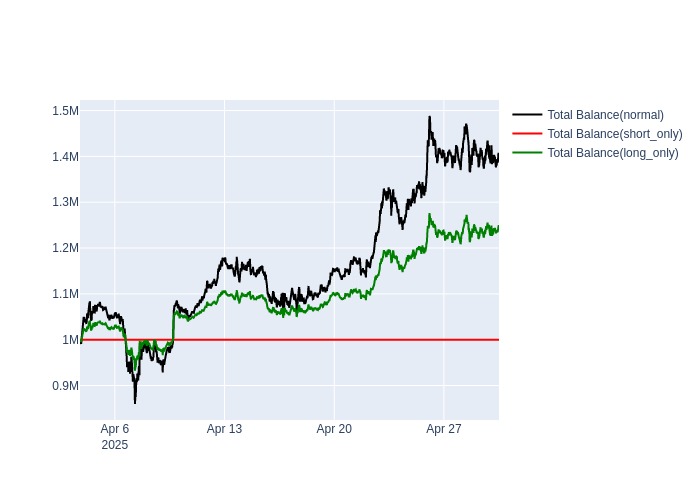 1.5M
1.4M
1.3M
1.2M
1.1M
1M
0.9M
Apr 6
2025
Apr 13
Apr 20
Apr 27
Total Balance(normal)
Total Balance(short_only)
Total Balance(long_only)